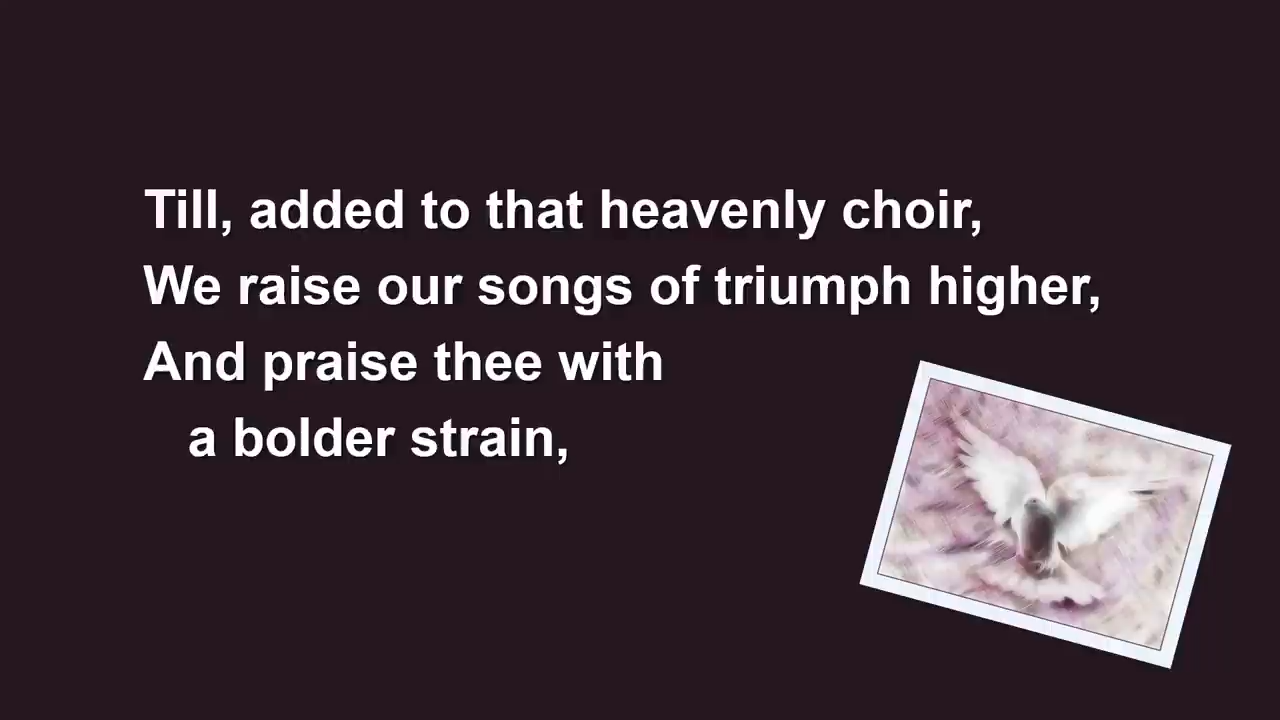 Till, added to that heavenly choir,
We raise our songs of triumph higher,
And praise thee with
a bolder strain,